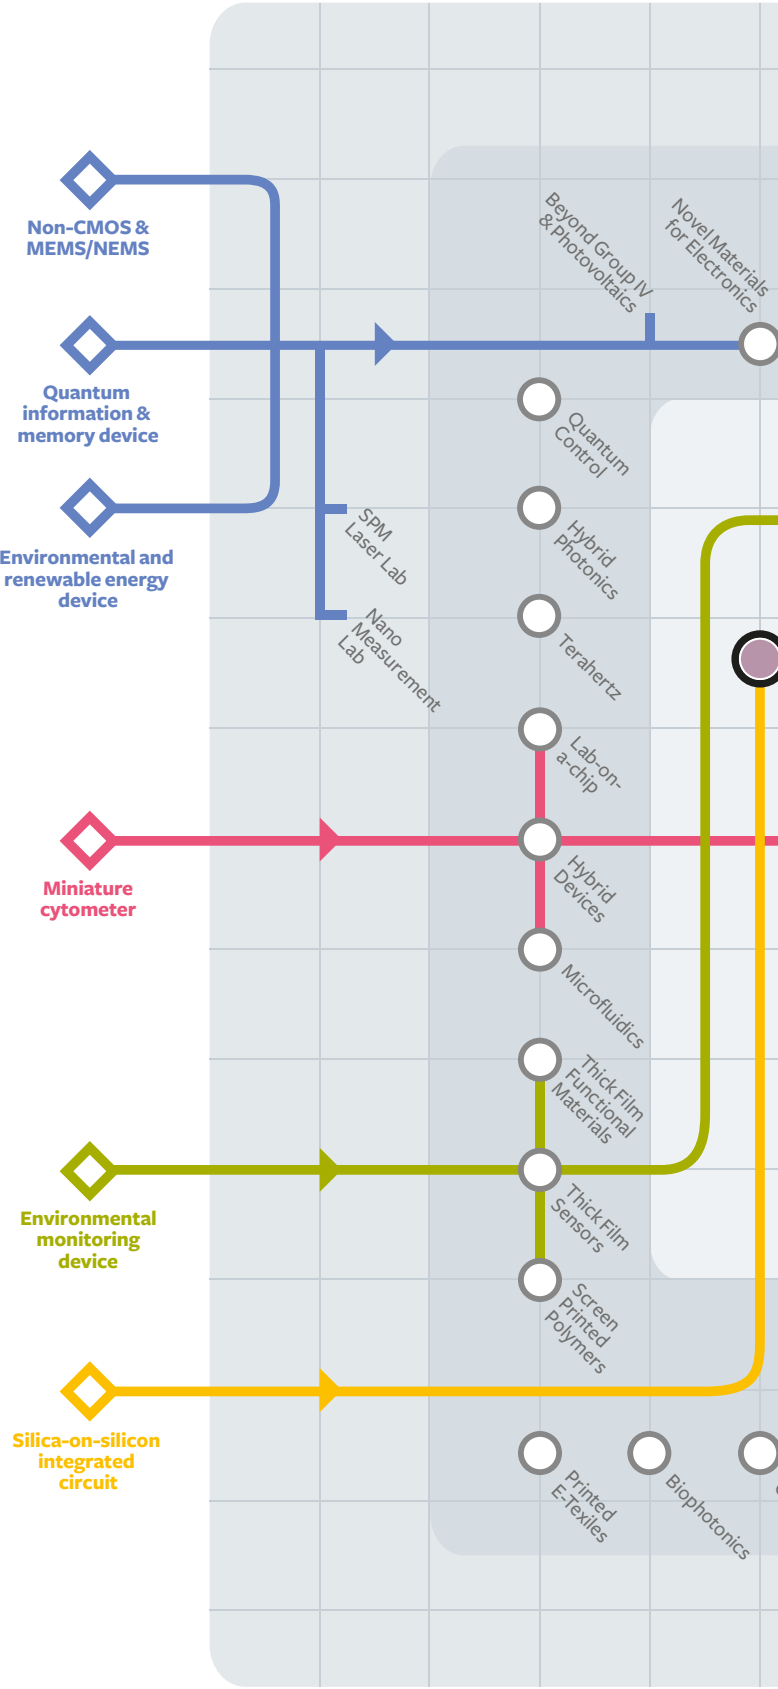 Beyond Group IV
& Photovoltaics
Novel Materials
for Electronics
Non-CMOS &
MEMS/NEMS
Quantum
information &
memory device
Quantum
Control
SPM
Laser Lab
Hybrid
Photonics
Environmental and
renewable energy
device
Nano
Measurement
Lab
Terahertz
Lab-on-
a-chip
Miniature
cytometer
Hybrid
Devices
Microfluidics
Thick Film
Functional
Materials
Environmental
monitoring
device
Thick Film
Sensors
Screen
Printed
Polymers
Silica-on-silicon
integrated
circuit
Printed
E-Texiles
Biophotonics